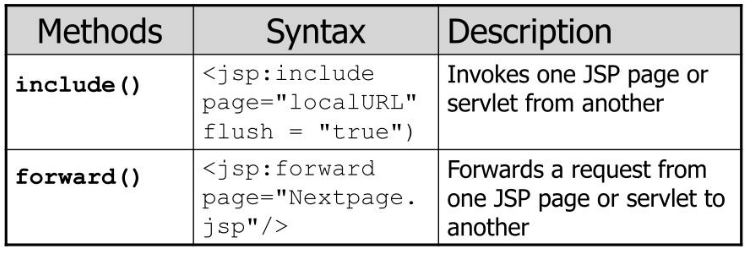 Methods Syntax Description
include()
<jsp:include
page="localURL"
flush = "true")
Invokes one JSP page or
servlet from another
forward()
<jsp:forward
page="Nextpage.
jsp"/>
Forwards a request from
one JSP page or servlet to
another